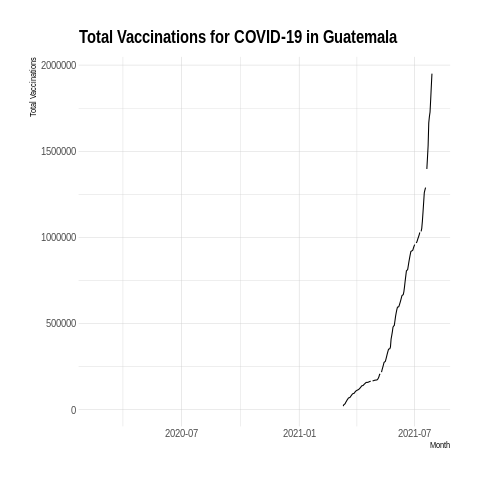 Total Vaccinations for COVID-19 in Guatemala
Total Vaccinations
2000000
1500000
1000000
500000
0
2020-07
2021-01
2021-07
Month